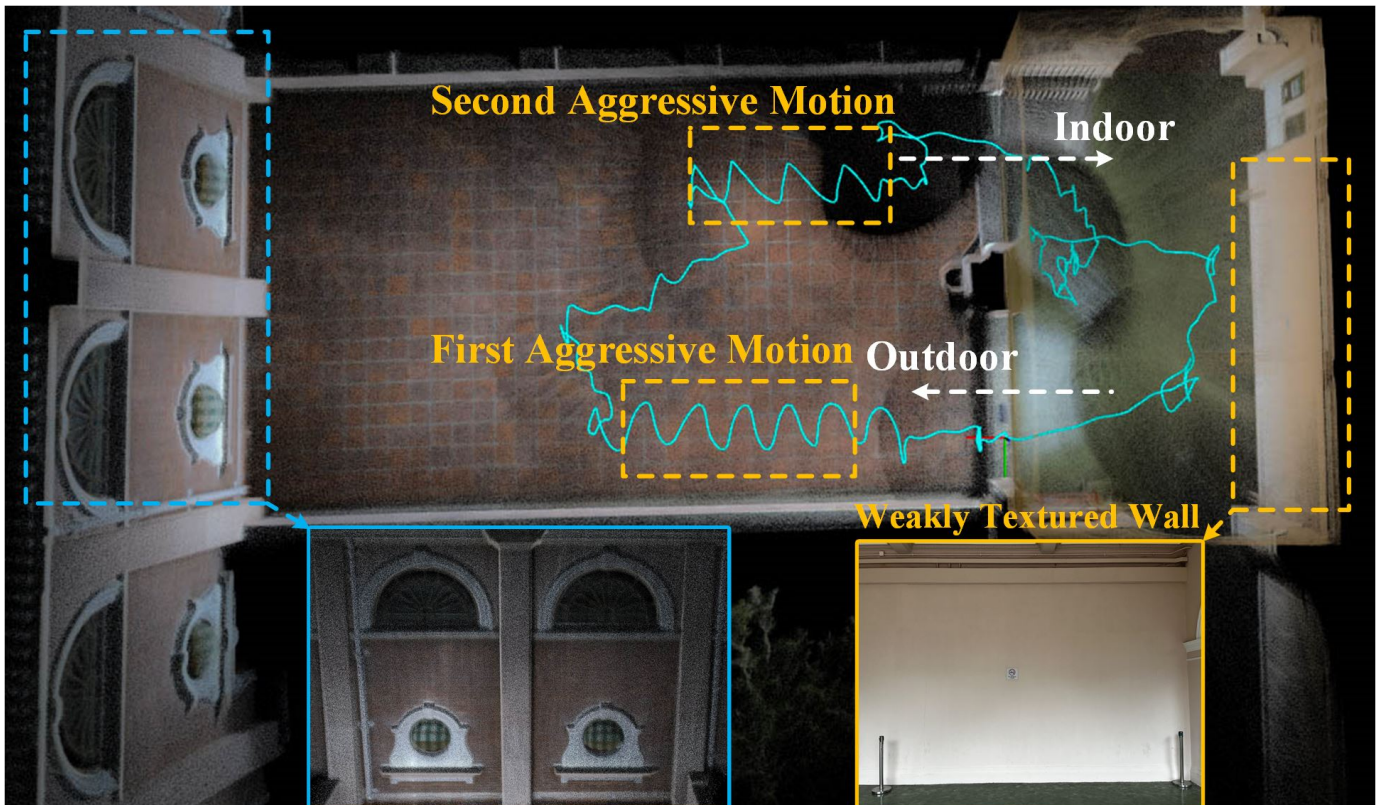 Second Aggressive Motion
Indoor
First Aggressive Motion
Outdoor
Weakly Textured Wall